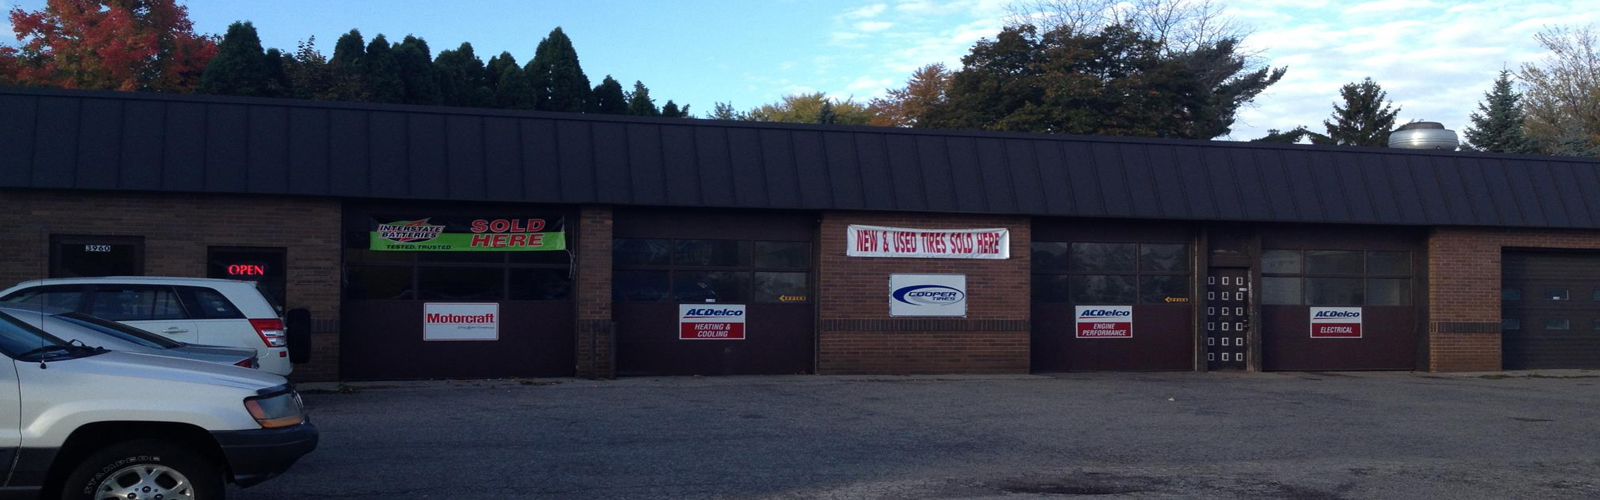 3960
OPEN
INTERSTATE
BATTERIES
TESTED. TRUSTED.
SOLD
HERE
Motorcraft
ACDelco
HEATING &
COOLING
NEW & USED TIRES SOLD HERE
COOPER
TIRES
ACDelco
ENGINE
PERFORMANCE
ACDelco
ELECTRICAL